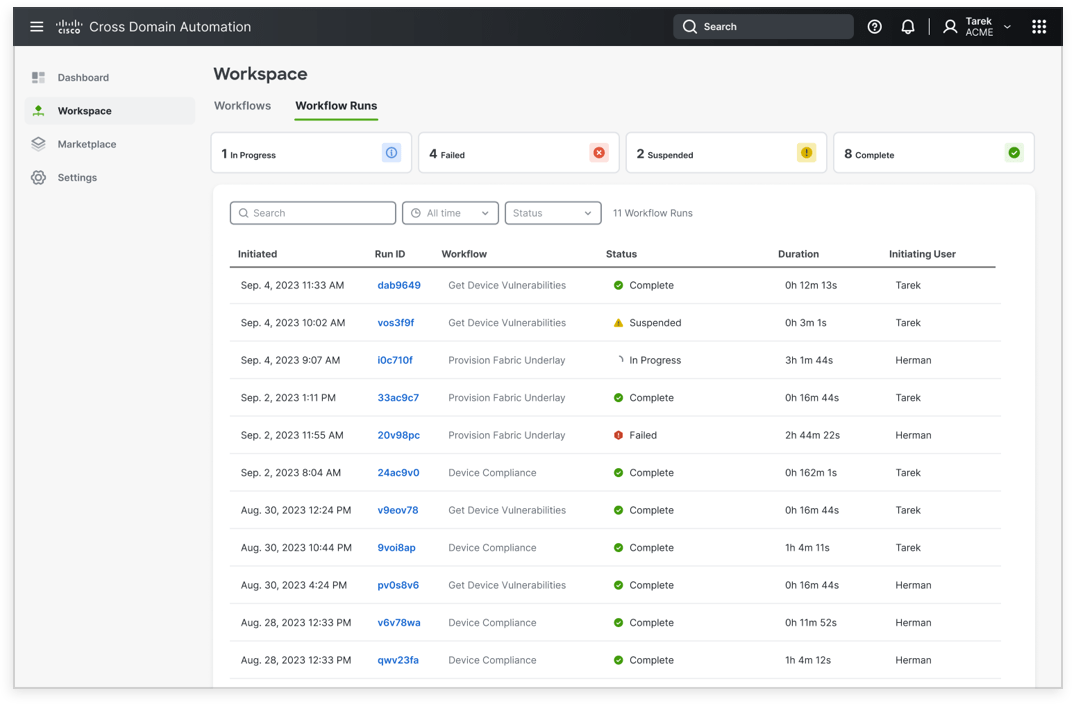 CISCO Cross Domain Automation Search Tarek
ACME
Dashboard
Workspace
Marketplace
Settings
Workspace
Workflows Workflow Runs
1 In Progress 4 Failed 2 Suspended 8 Complete
Search All time Status 11 Workflow Runs
Initiated Run ID Workflow Status Duration Initiating User
Sep. 4, 2023 11:33 AM dab9649 Get Device Vulnerabilities Complete 0h 12m 13s Tarek
Sep. 4, 2023 10:02 AM vos3f9f Get Device Vulnerabilities Suspended 0h 3m 1s Tarek
Sep. 4, 2023 9:07 AM i0c710f Provision Fabric Underlay In Progress 3h 1m 44s Herman
Sep. 2, 2023 1:11 PM 33ac9c7 Provision Fabric Underlay Complete 0h 16m 44s Tarek
Sep. 2, 2023 11:55 AM 20v98pc Provision Fabric Underlay Failed 2h 44m 22s Herman
Sep. 2, 2023 8:04 AM 24ac9v0 Device Compliance Complete 0h 162m 1s Tarek
Aug. 30, 2023 12:24 PM v9eov78 Get Device Vulnerabilities Complete 0h 16m 44s Tarek
Aug. 30, 2023 10:44 PM 9voi8ap Device Compliance Complete 1h 4m 11s Tarek
Aug. 30, 2023 4:24 PM pv0s8v6 Get Device Vulnerabilities Complete 0h 16m 44s Herman
Aug. 28, 2023 12:33 PM v6v78wa Device Compliance Complete 0h 11m 52s Herman
Aug. 28, 2023 12:33 PM qwv23fa Device Compliance Complete 1h 4m 12s Herman